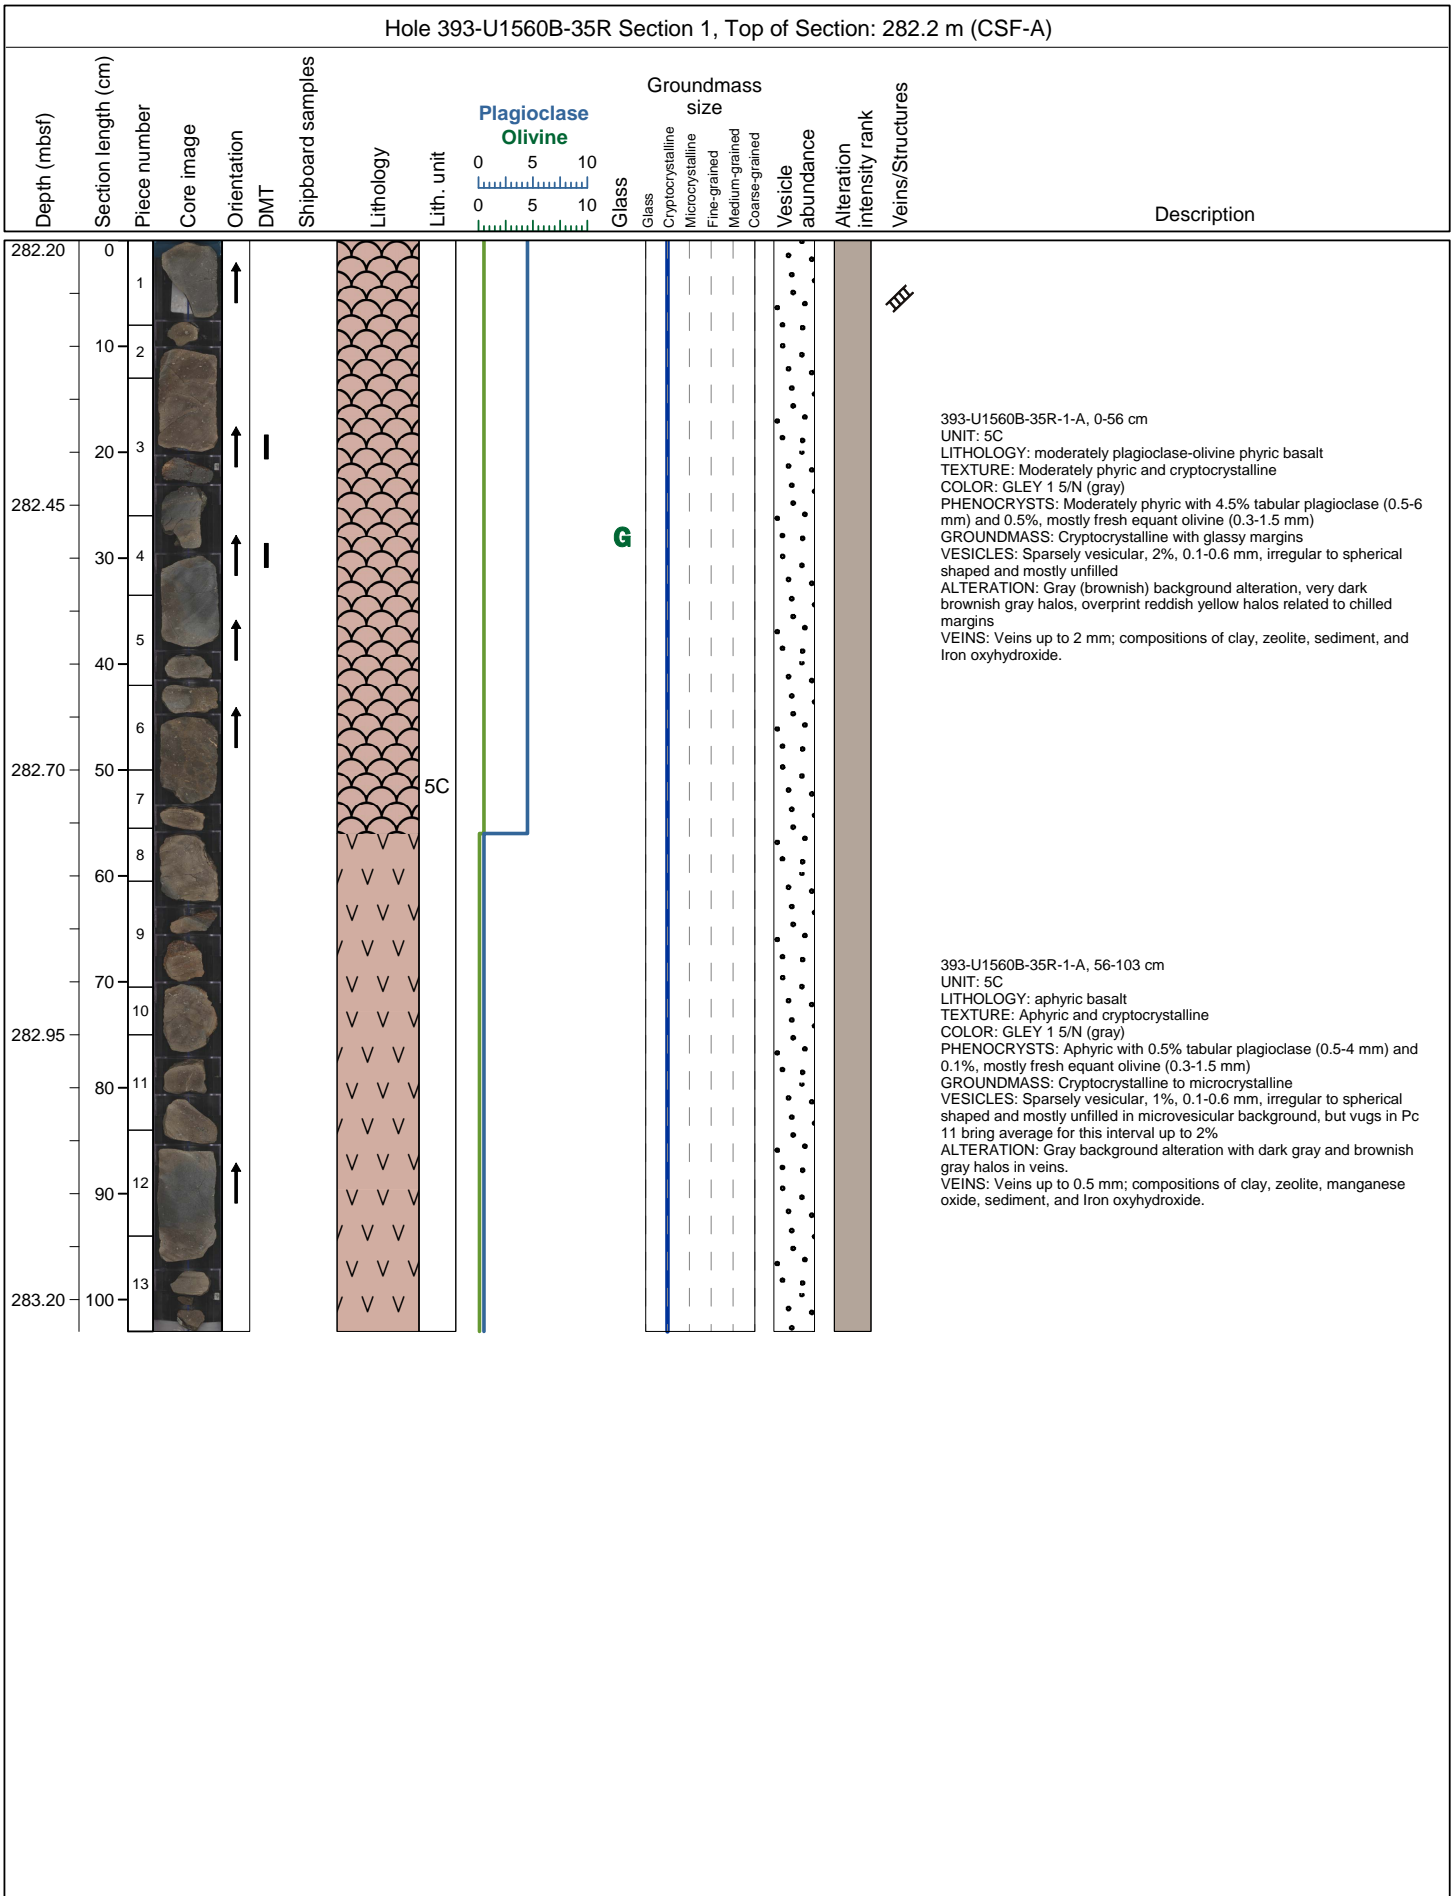 Hole 393-U1560B-35R Section 1, Top of Section: 282.2 m (CSF-A)
Depth (mbsf)
Section length (cm)
Piece number
Core image
Orientation
DMT
Shipboard samples
Lithology
Lith. unit
Plagioclase
Olivine
0 5 10
0 5 10
Glass
Groundmass
size
Glass
Cryptocrystalline
Microcrystalline
Fine-grained
Medium-grained
Coarse-grained
Vesicle
abundance
Alteration
intensity rank
Veins/Structures
Description
282.20
282.45
282.70
282.95
283.20
0
10
20
30
40
50
60
70
80
90
100
1
2
3
4
5
6
7
8
9
10
11
12
13
5C
G
393-U1560B-35R-1-A, 0-56 cm
UNIT: 5C
LITHOLOGY: moderately plagioclase-olivine phyric basalt
TEXTURE: Moderately phyric and cryptocrystalline
COLOR: GLEY 1 5/N (gray)
PHENOCRYSTS: Moderately phyric with 4.5% tabular plagioclase (0.5-6
mm) and 0.5%, mostly fresh equant olivine (0.3-1.5 mm)
GROUNDMASS: Cryptocrystalline with glassy margins
VESICLES: Sparsely vesicular, 2%, 0.1-0.6 mm, irregular to spherical
shaped and mostly unfilled
ALTERATION: Gray (brownish) background alteration, very dark
brownish gray halos, overprint reddish yellow halos related to chilled
margins
VEINS: Veins up to 2 mm; compositions of clay, zeolite, sediment, and
Iron oxyhydroxide.
393-U1560B-35R-1-A, 56-103 cm
UNIT: 5C
LITHOLOGY: aphyric basalt
TEXTURE: Aphyric and cryptocrystalline
COLOR: GLEY 1 5/N (gray)
PHENOCRYSTS: Aphyric with 0.5% tabular plagioclase (0.5-4 mm) and
0.1%, mostly fresh equant olivine (0.3-1.5 mm)
GROUNDMASS: Cryptocrystalline to microcrystalline
VESICLES: Sparsely vesicular, 1%, 0.1-0.6 mm, irregular to spherical
shaped and mostly unfilled in microvesicular background, but vugs in Pc
11 bring average for this interval up to 2%
ALTERATION: Gray background alteration with dark gray and brownish
gray halos in veins.
VEINS: Veins up to 0.5 mm; compositions of clay, zeolite, manganese
oxide, sediment, and Iron oxyhydroxide.